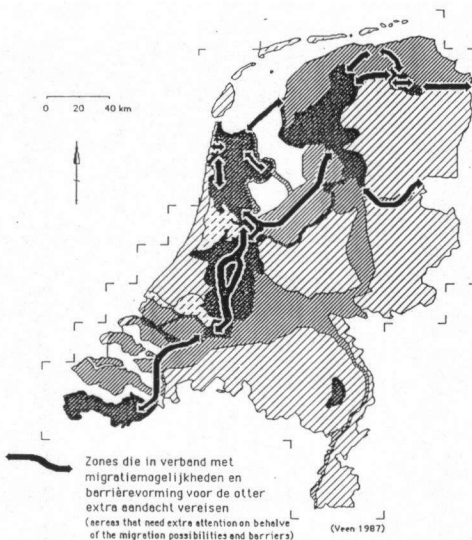 0 20 40 km
Zones die in verband met
migratiemogelijkheden en
barrièrevorming voor de otter
extra aandacht vereisen
(aereas that need extra attention on behalve
of the migration possibilities and barriers)
(Veen 1987)